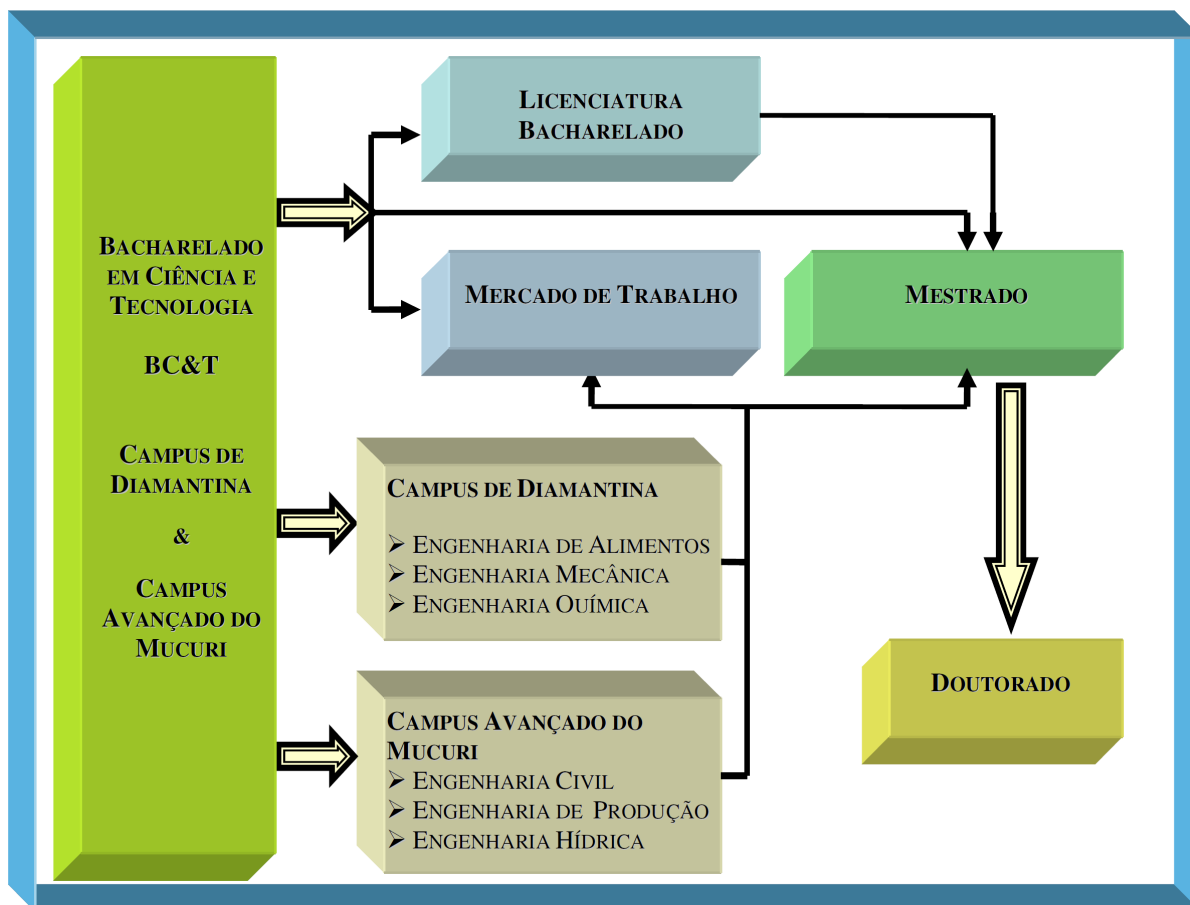 BACHARELADO
EM CIÊNCIA E
TECNOLOGIA
BC&T
CAMPUS DE
DIAMANTINA
&
CAMPUS
AVANÇADO DO
MUCURI
LICENCIATURA
BACHARELADO
MERCADO DE TRABALHO
MESTRADO
CAMPUS DE DIAMANTINA
➢ ENGENHARIA DE ALIMENTOS
➢ ENGENHARIA MECÂNICA
➢ ENGENHARIA QUÍMICA
CAMPUS AVANÇADO DO
MUCURI
➢ ENGENHARIA CIVIL
➢ ENGENHARIA DE PRODUÇÃO
➢ ENGENHARIA HÍDRICA
DOUTORADO